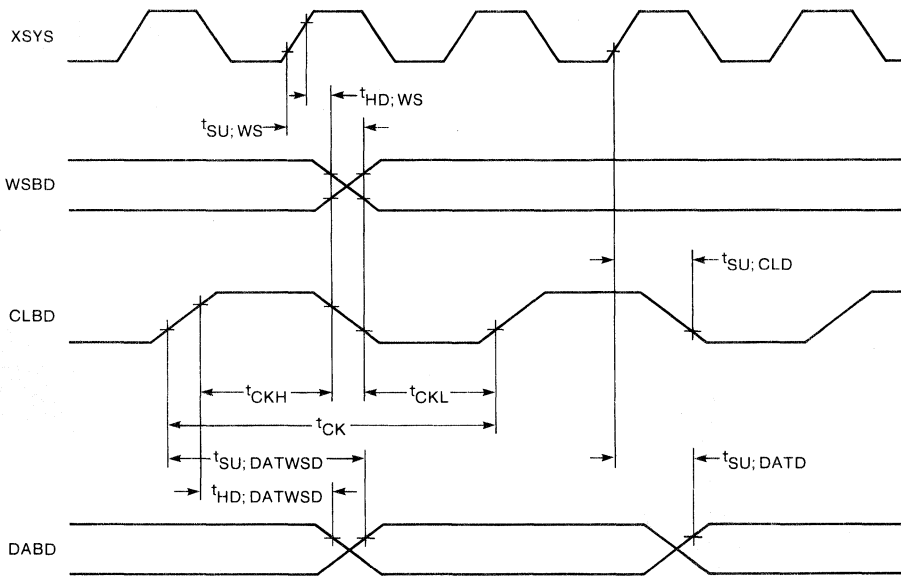 XSYS
tHD; WS
tSU; WS
WSBD
tSU; CLD
CLBD
tCKH
tCKL
tCK
tSU; DATWSD
tSU; DATD
tHD; DATWSD
DABD